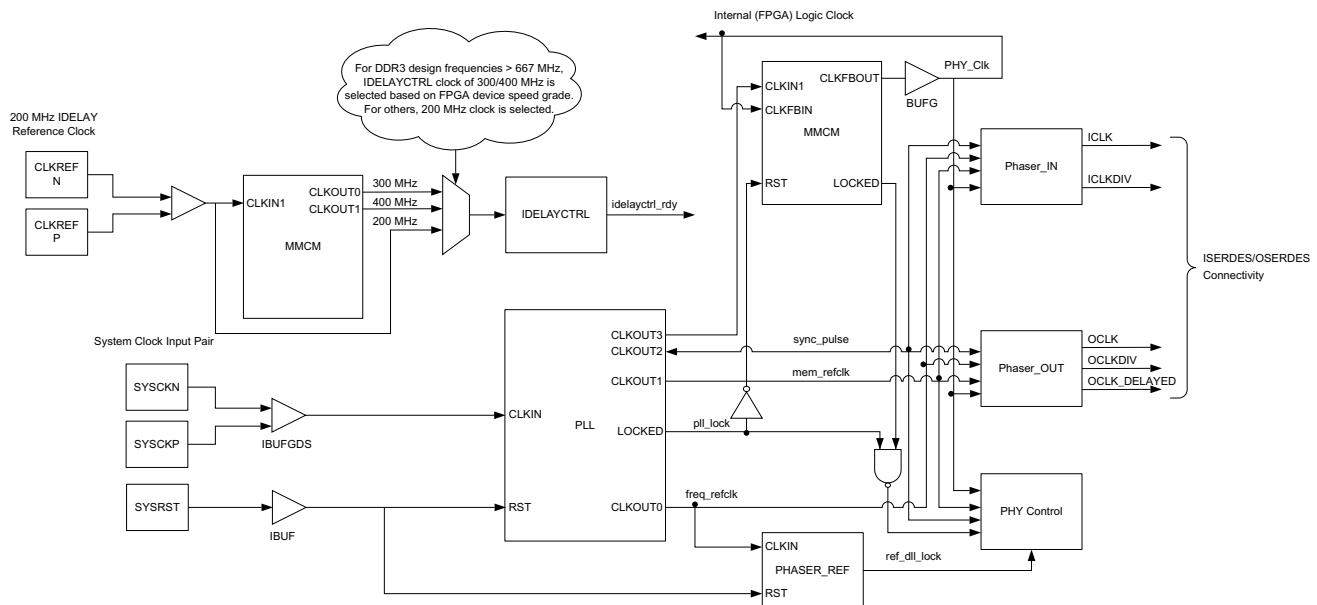 Internal (FPGA) Logic Clock
For DDR3 design frequencies > 667 MHz,
IDELAYCTRL clock of 300/400 MHz is
selected based on FPGA device speed grade.
For others, 200 MHz clock is selected.
CLKIN1
CLKFBIN
MMCM
RST
CLKFBOUT
LOCKED
BUFG
PHY_Clk
200 MHz IDELAY
Reference Clock
CLKREF
N
CLKREF
P
CLKIN1
CLKOUT0
CLKOUT1
MMCM
300 MHz
400 MHz
200 MHz
IDELAYCTRL
idelayctrl_rdy
Phaser_IN
ICLK
ICLKDIV
ISERDES/OSERDES
Connectivity
System Clock Input Pair
SYSCKN
SYSCKP
IBUFGDS
SYSRST
IBUF
CLKIN
RST
PLL
CLKOUT3
CLKOUT2
CLKOUT1
LOCKED
CLKOUT0
sync_pulse
mem_refclk
pll_lock
freq_refclk
Phaser_OUT
OCLK
OCLKDIV
OCLK_DELAYED
PHY Control
CLKIN
PHASER_REF
RST
ref_dll_lock